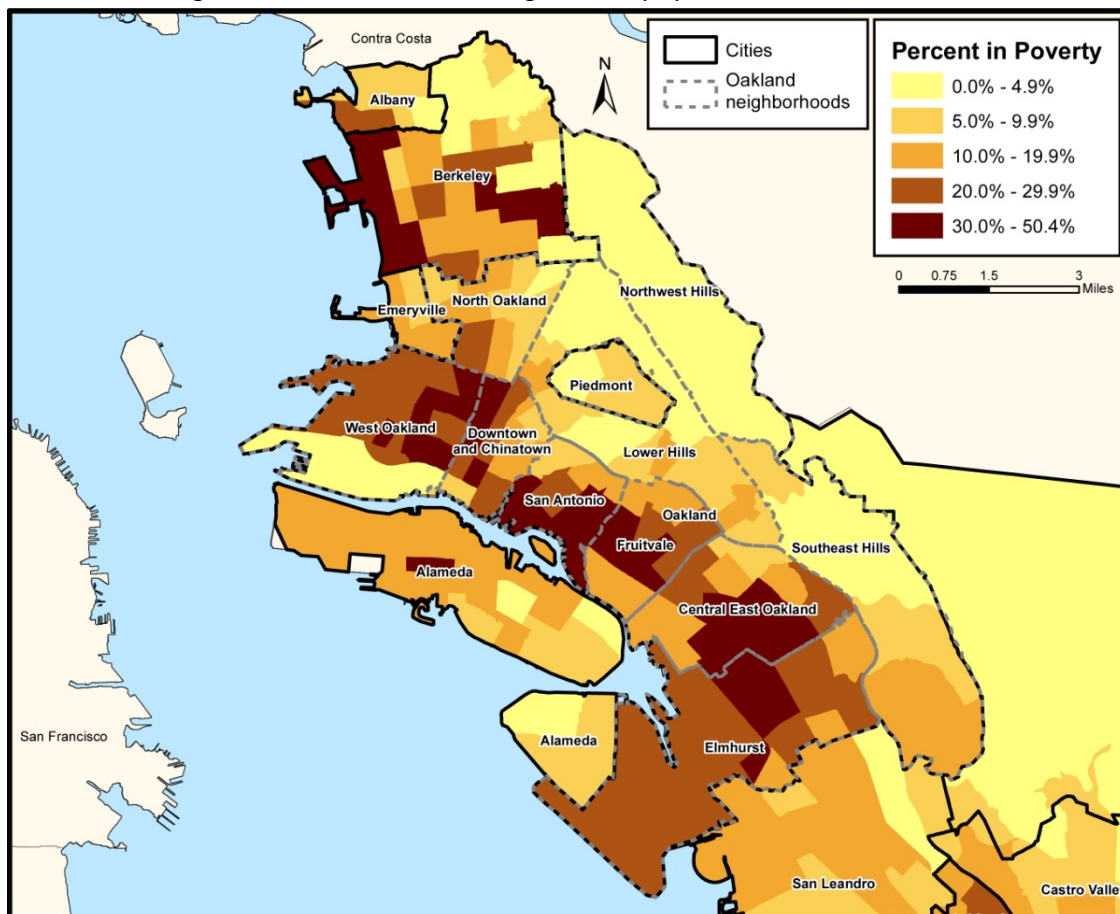 Contra Costa
N
Cities
Oakland
neighborhoods
Percent in Poverty
0.0% - 4.9%
5.0% - 9.9%
10.0% - 19.9%
20.0% - 29.9%
30.0% - 50.4%
0 0.75 1.5 3
Miles
Albany
Berkeley
Northwest Hills
North Oakland
Emeryville
Piedmont
West Oakland
Downtown
and Chinatown
Lower Hills
San Antonio
Oakland
Fruitvale
Southeast Hills
Alameda
Central East Oakland
San Francisco
Alameda
Elmhurst
San Leandro
Castro Valle